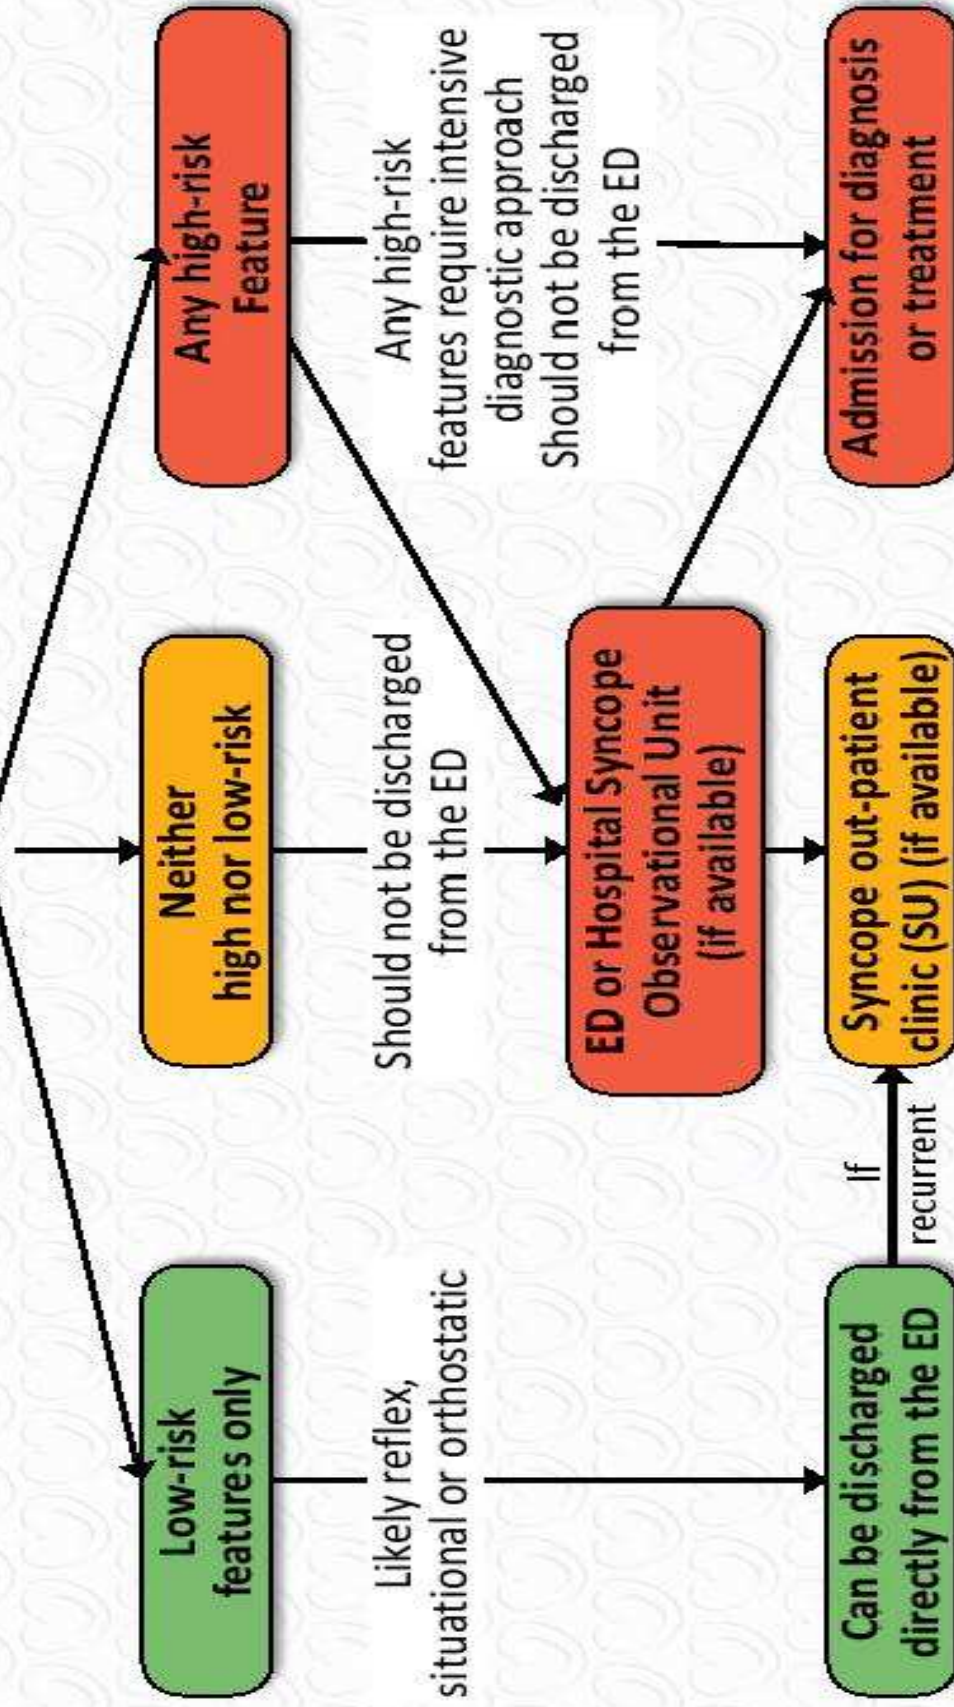 Low-risk
features only
Neither
high nor low-risk
Any high-risk
Feature
Likely reflex,
situational or orthostatic
Should not be discharged
from the ED
Any high-risk
features require intensive
diagnostic approach
Should not be discharged
from the ED
ED or Hospital Syncope
Observational Unit
(if available)
Can be discharged
directly from the ED
If
recurrent
Syncope out-patient
clinic (SU) (if available)
Admission for diagnosis
or treatment